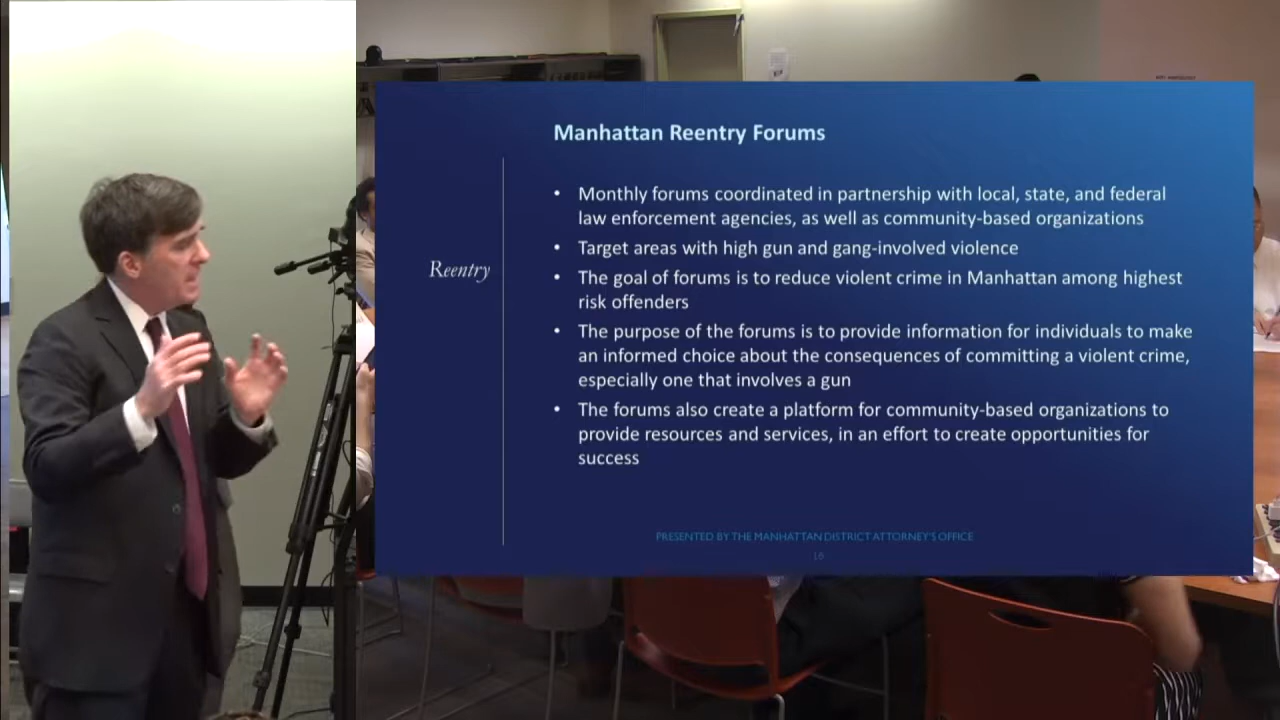 Manhattan Reentry Forums
Reentry
• Monthly forums coordinated in partnership with local, state, and federal
law enforcement agencies, as well as community-based organizations
• Target areas with high gun and gang-involved violence
• The goal of forums is to reduce violent crime in Manhattan among highest
risk offenders
• The purpose of the forums is to provide information for individuals to make
an informed choice about the consequences of committing a violent crime,
especially one that involves a gun
• The forums also create a platform for community-based organizations to
provide resources and services, in an effort to create opportunities for
success
PRESENTED BY THE MANHATTAN DISTRICT ATTORNEY'S OFFICE